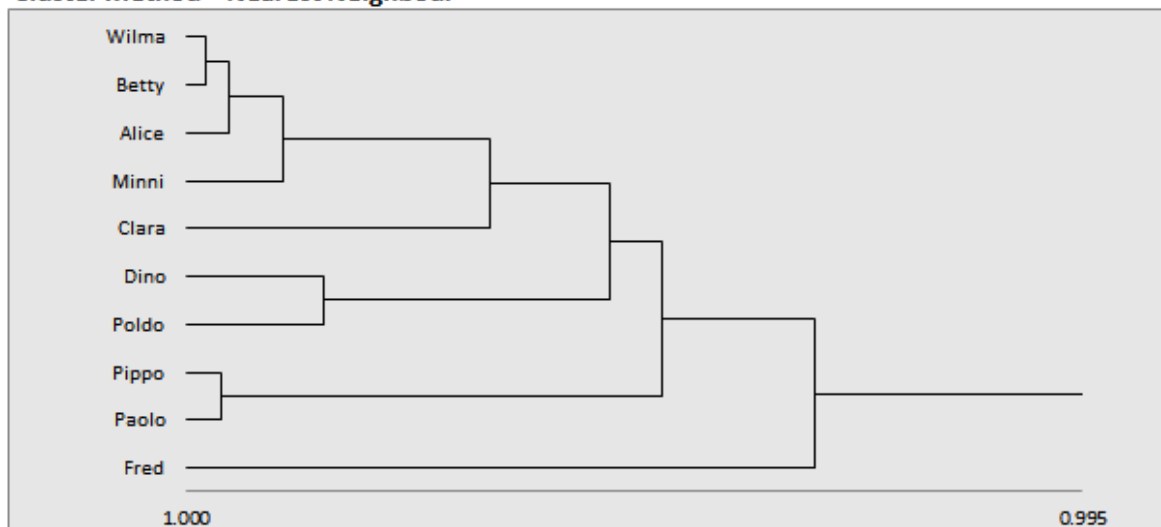 Wilma
Betty
Alice
Minni
Clara
Dino
Poldo
Pippo
Paolo
Fred
1.000 0.995